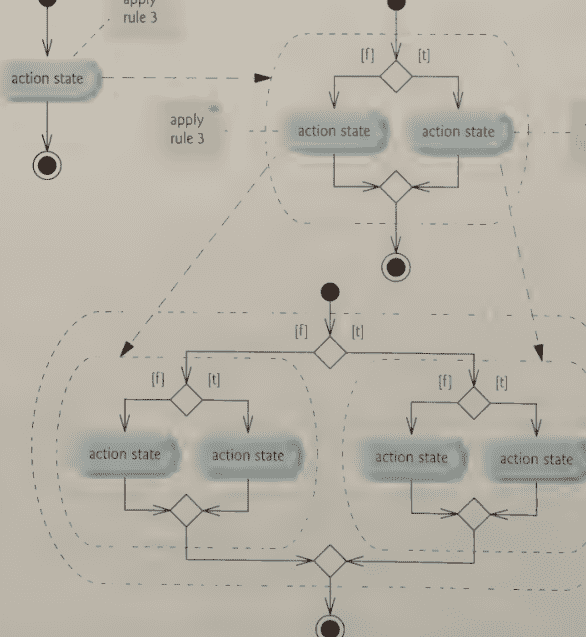 apply
rule 3
action state
[f]
[t]
apply
rule 3
action state
action state
[f]
[t]
[f]
[t]
[f]
[t]
action state
action state
action state
action state